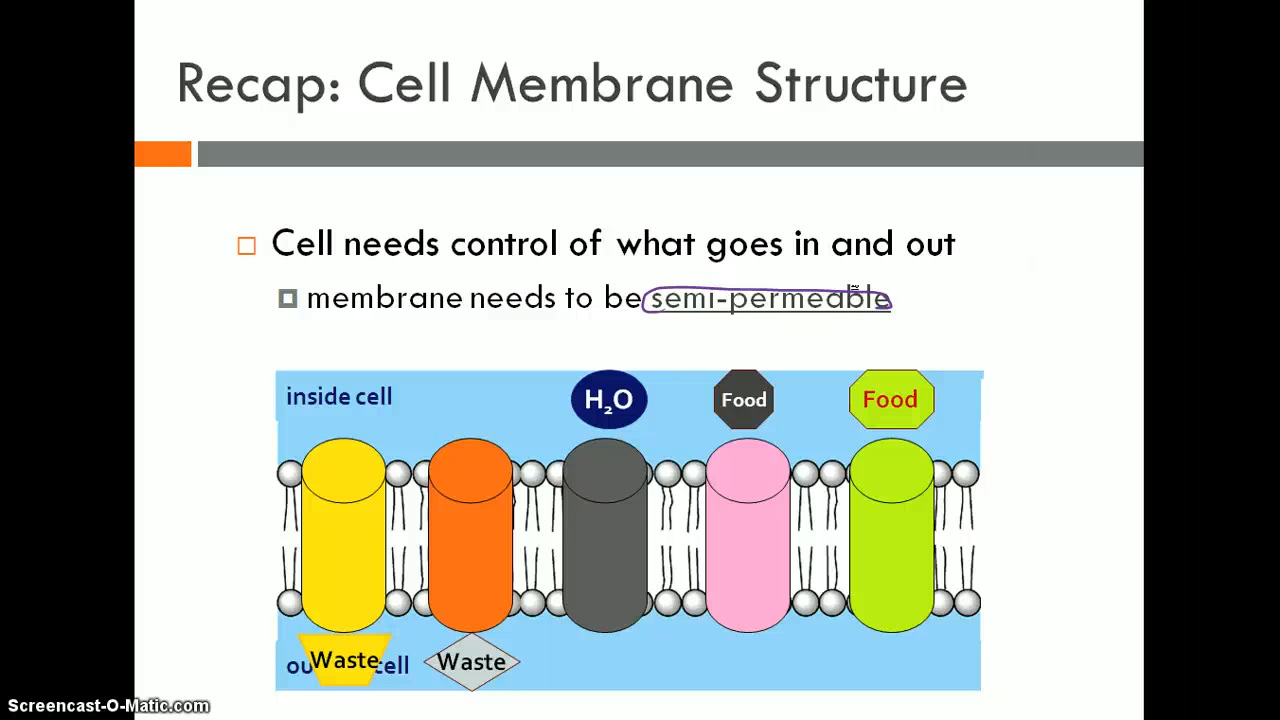 Recap: Cell Membrane Structure
Cell needs control of what goes in and out
membrane needs to be semi-permeable
inside cell
H₂O
Food
Food
Waste
cell
Waste
Screencast-O-Matic.com